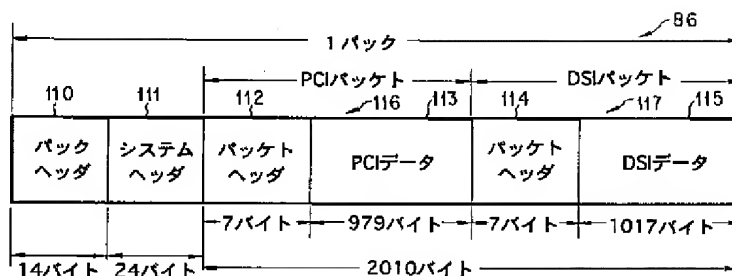 86
1パック
PCIパケット
DSIパケット
110
111
112
116
113
114
117
115
パック
ヘッダ
システム
ヘッダ
パケット
ヘッダ
PCIデータ
パケット
ヘッダ
DSIデータ
7バイト
979バイト
7バイト
1017バイト
14バイト
24バイト
2010バイト